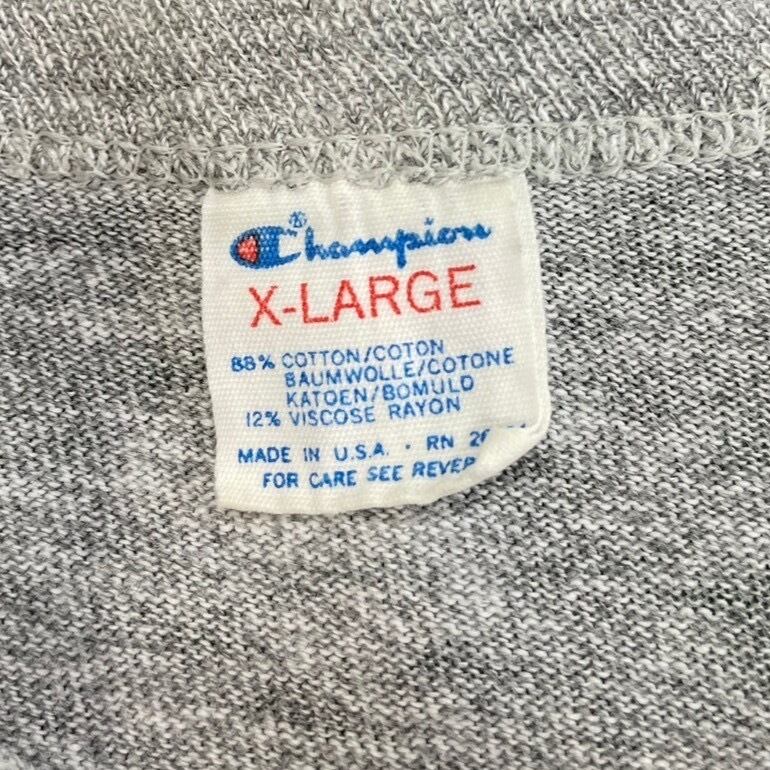 Champion®
X-LARGE
88% COTTON/COTON
BAUMWOLLE/COTONE
KATOEN/BOMULD
12% VISCOSE RAYON
MADE IN U.S.A. • RN
FOR CARE SEE